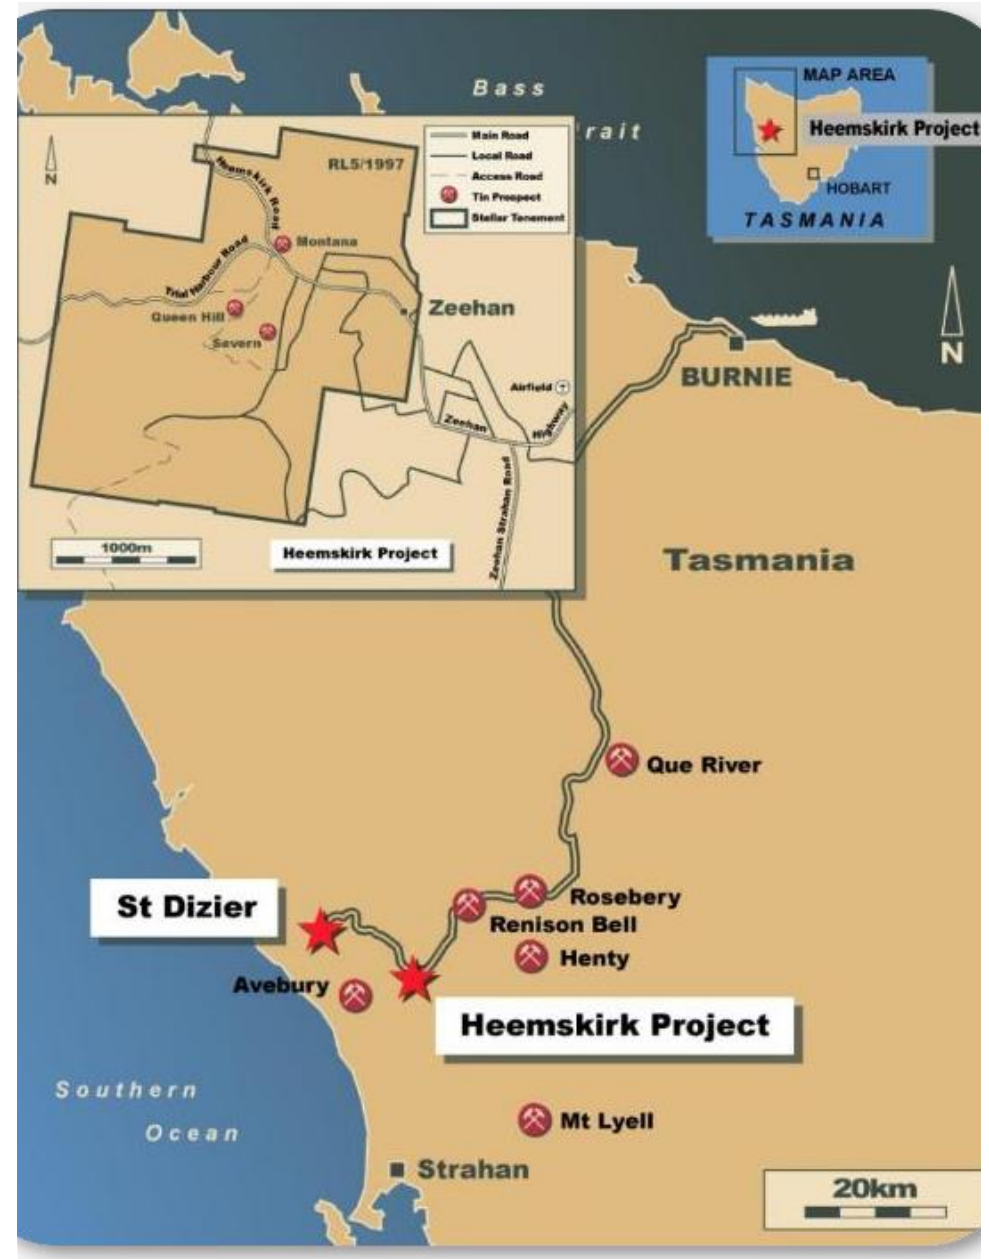 Bass
rait
MAP AREA
Heemskirk Project
HOBART
TASMANIA
N
Main Road
Local Road
Access Road
Tin Prospect
Stellar Tenement
RL5/1997
Heemskirk Road
Montana
Trial Harbour Road
Queen Hill
Severn
Zeehan
Airfield
Zeehan Highway
Zeehan Strahan Road
1000m
Heemskirk Project
N
BURNIE
Tasmania
Que River
St Dizier
Rosebery
Renison Bell
Henty
Avebury
Heemskirk Project
Southern
Ocean
Mt Lyell
Strahan
20km